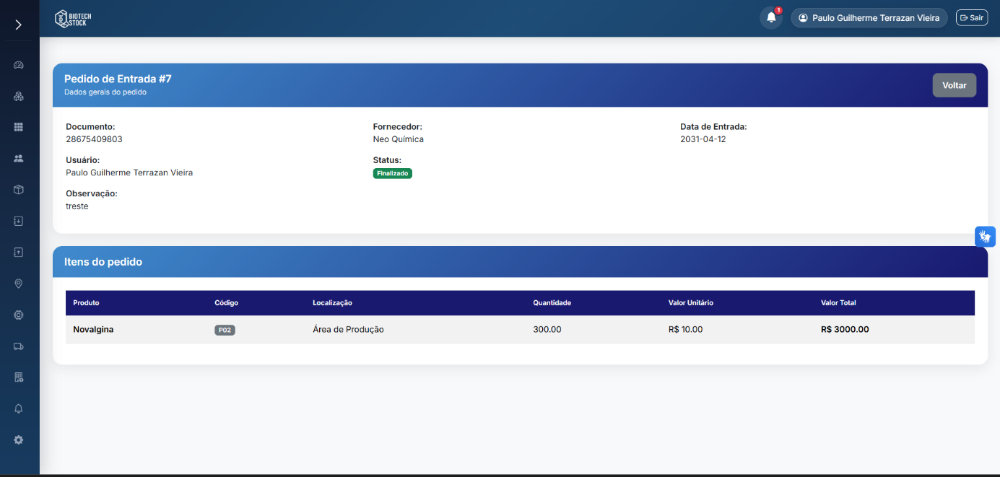 BIOTECH
STOCK
1
Paulo Guilherme Terrazan Vieira
Sair
Pedido de Entrada #7
Dados gerais do pedido
Voltar
Documento:
28675409803
Fornecedor:
Neo Química
Data de Entrada:
2031-04-12
Usuário:
Paulo Guilherme Terrazan Vieira
Status:
Finalizado
Observação:
treste
Itens do pedido
Produto Código Localização Quantidade Valor Unitário Valor Total
Novalgina P02 Área de Produção 300.00 R$ 10.00 R$ 3000.00